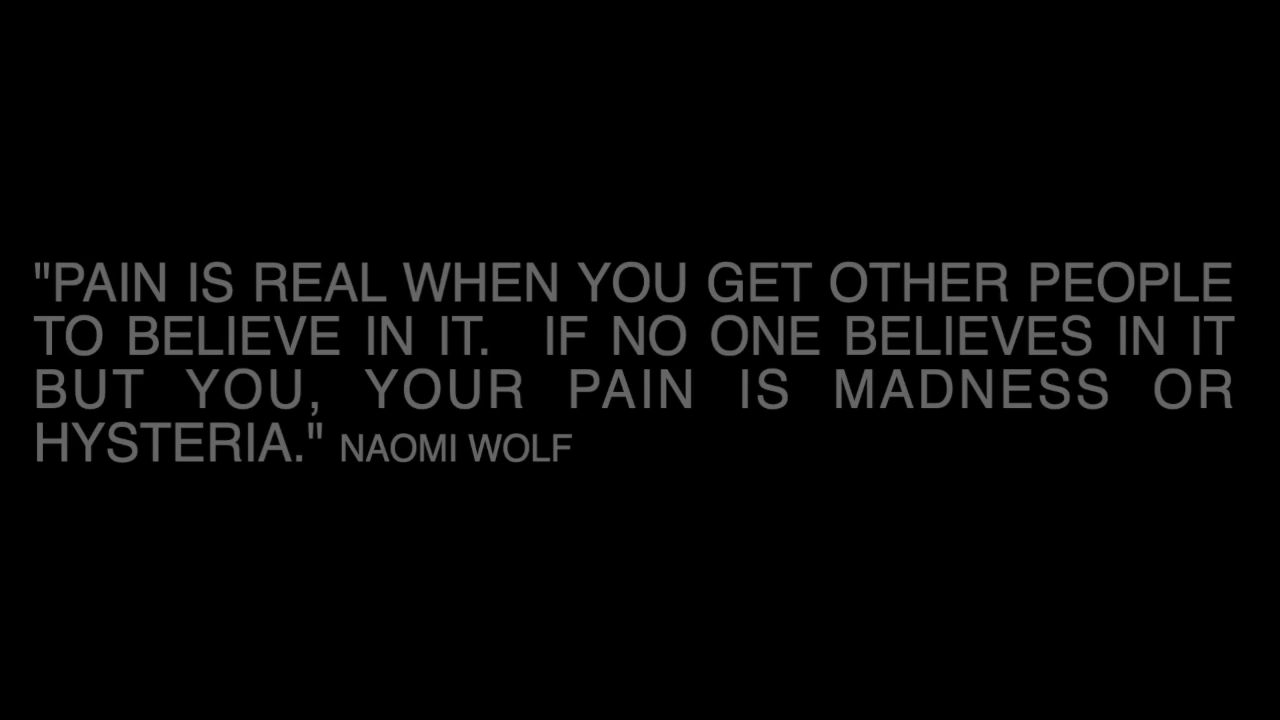 "PAIN IS REAL WHEN YOU GET OTHER PEOPLE
TO BELIEVE IN IT.  IF NO ONE BELIEVES IN IT
BUT YOU, YOUR PAIN IS MADNESS OR
HYSTERIA." NAOMI WOLF